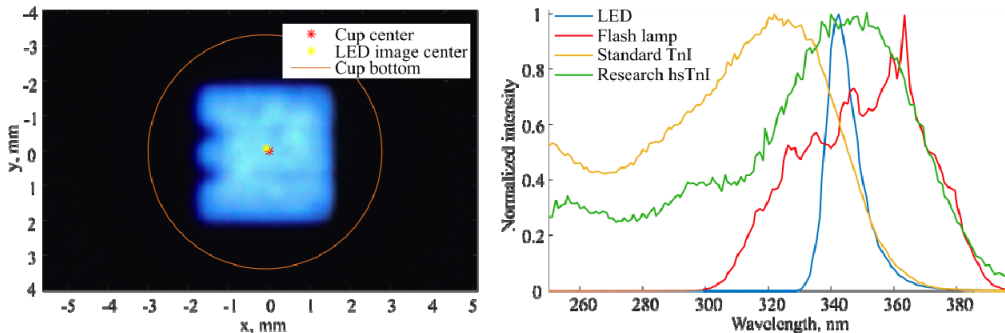 -4
-3
-2
-1
0
1
2
3
4
y, mm
-5 -4 -3 -2 -1 0 1 2 3 4 5
x, mm
Cup center
LED image center
Cup bottom
1
0.8
0.6
0.4
0.2
0
Normalized intensity
LED
Flash lamp
Standard TnI
Research hsTnI
260 280 300 320 340 360 380
Wavelength, nm